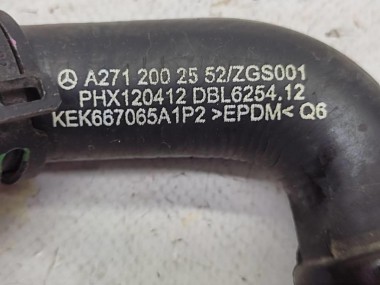 A271 200 25 52/ZGS001
PHX120412 DBL6254.12
KEK667065A1P2 >EPDM< Q6